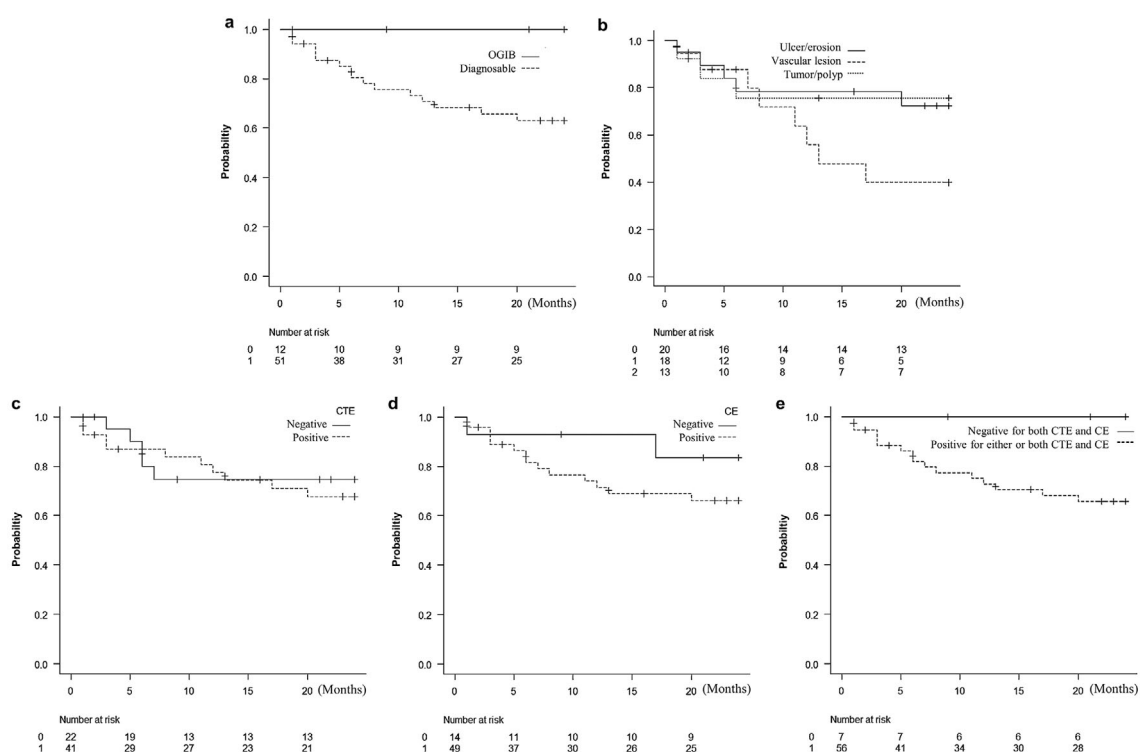 a
OGIB
Diagnosable
1.0
0.8
0.6
0.4
0.2
0.0
Probabiltiy
0 5 10 15 20 (Months)
Number at risk
0 12 10 9 9 9
1 51 38 31 27 25
b
Ulcer/erosion
Vascular lesion
Tumor/polyp
1.0
0.8
0.6
0.4
0.2
0.0
Probabiltiy
0 5 10 15 20 (Months)
Number at risk
0 20 16 14 14 13
1 18 12 9 6 5
2 13 10 8 7 7
c
CTE
Negative
Positive
1.0
0.8
0.6
0.4
0.2
0.0
Probabiltiy
0 5 10 15 20 (Months)
Number at risk
0 22 19 13 13 13
1 41 29 27 23 21
d
CE
Negative
Positive
1.0
0.8
0.6
0.4
0.2
0.0
Probabiltiy
0 5 10 15 20 (Months)
Number at risk
0 14 11 10 10 9
1 49 37 30 26 25
e
Negative for both CTE and CE
Positive for either or both CTE and CE
1.0
0.8
0.6
0.4
0.2
0.0
Probabiltiy
0 5 10 15 20 (Months)
Number at risk
0 7 7 6 6 6
1 56 41 34 30 28